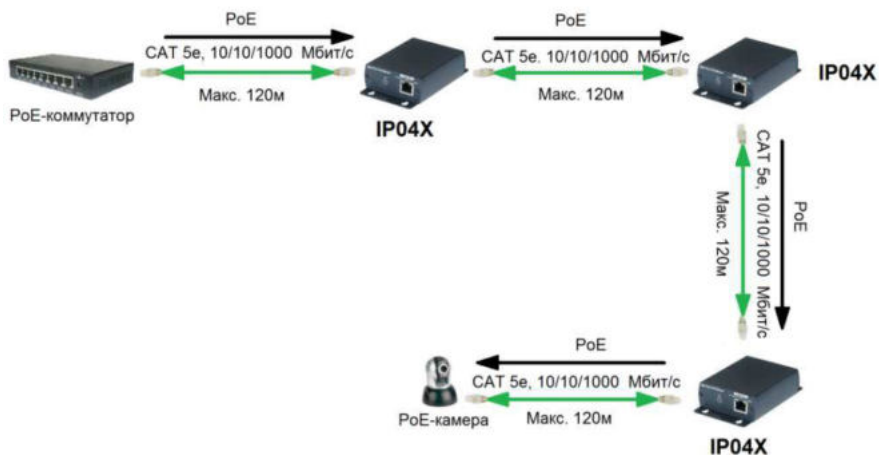 PoE
CAT 5e, 10/10/1000 Мбит/с
Макс. 120м
PoE-коммутатор
IP04X
PoE
CAT 5e. 10/10/1000 Мбит/с
Макс. 120м
IP04X
PoE
CAT 5e, 10/10/1000 Мбит/с
Макс. 120м
PoE
CAT 5e, 10/10/1000 Мбит/с
Макс. 120м
PoE-камера
IP04X